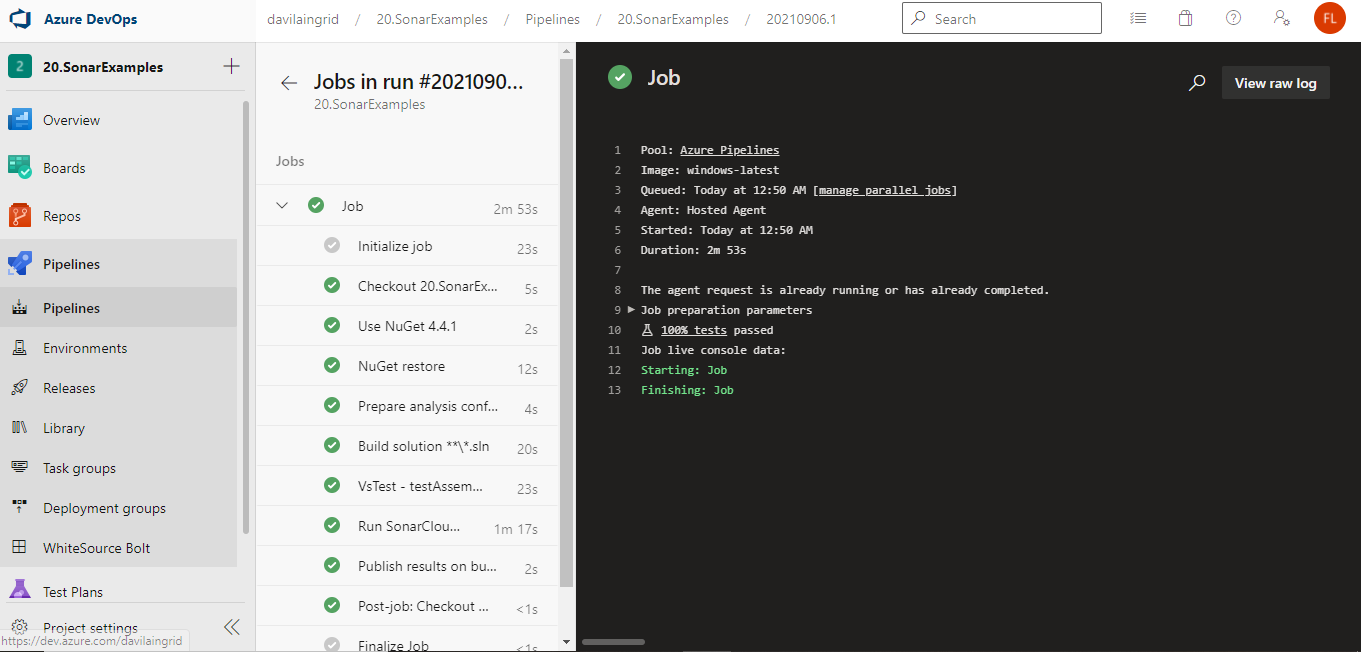 Azure DevOps
davilaingrid / 20.SonarExamples / Pipelines / 20.SonarExamples / 20210906.1
Search
FL
2 20.SonarExamples
Overview
Boards
Repos
Pipelines
Pipelines
Environments
Releases
Library
Task groups
Deployment groups
WhiteSource Bolt
Test Plans
Project settings
https://dev.azure.com/davilaingrid
Jobs in run #2021090...
20.SonarExamples
Jobs
Job 2m 53s
Initialize job 23s
Checkout 20.SonarEx... 5s
Use NuGet 4.4.1 2s
NuGet restore 12s
Prepare analysis conf... 4s
Build solution **\*.sln 20s
VsTest - testAssem... 23s
Run SonarClou... 1m 17s
Publish results on bu... 2s
Post-job: Checkout ... <1s
Finalize Job <1s
Job
View raw log
1 Pool: Azure Pipelines
2 Image: windows-latest
3 Queued: Today at 12:50 AM [manage parallel jobs]
4 Agent: Hosted Agent
5 Started: Today at 12:50 AM
6 Duration: 2m 53s
7
8 The agent request is already running or has already completed.
9 Job preparation parameters
10 100% tests passed
11 Job live console data:
12 Starting: Job
13 Finishing: Job